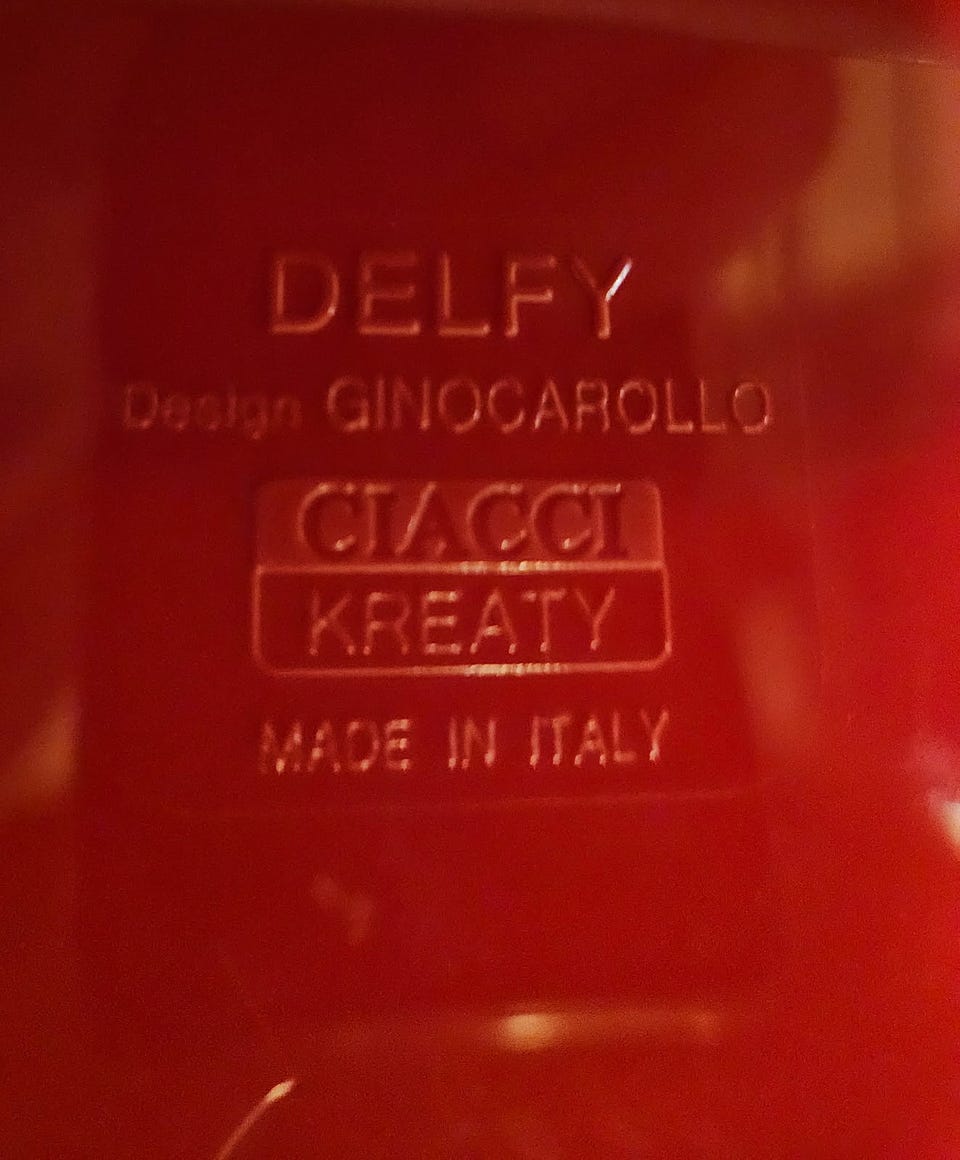 DELFY
Design GINOCAROLLO
CIACCI
KREATY
MADE IN ITALY